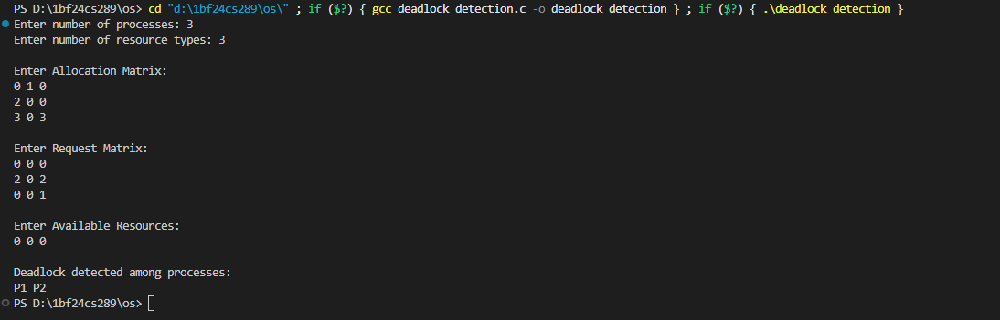 PS D:\1bf24cs289\os> cd "d:\1bf24cs289\os\" ; if ($?) { gcc deadlock_detection.c -o deadlock_detection } ; if ($?) { .\deadlock_detection }
Enter number of processes: 3
Enter number of resource types: 3
Enter Allocation Matrix:
0 1 0
2 0 0
3 0 3
Enter Request Matrix:
0 0 0
2 0 2
0 0 1
Enter Available Resources:
0 0 0
Deadlock detected among processes:
P1 P2
PS D:\1bf24cs289\os>